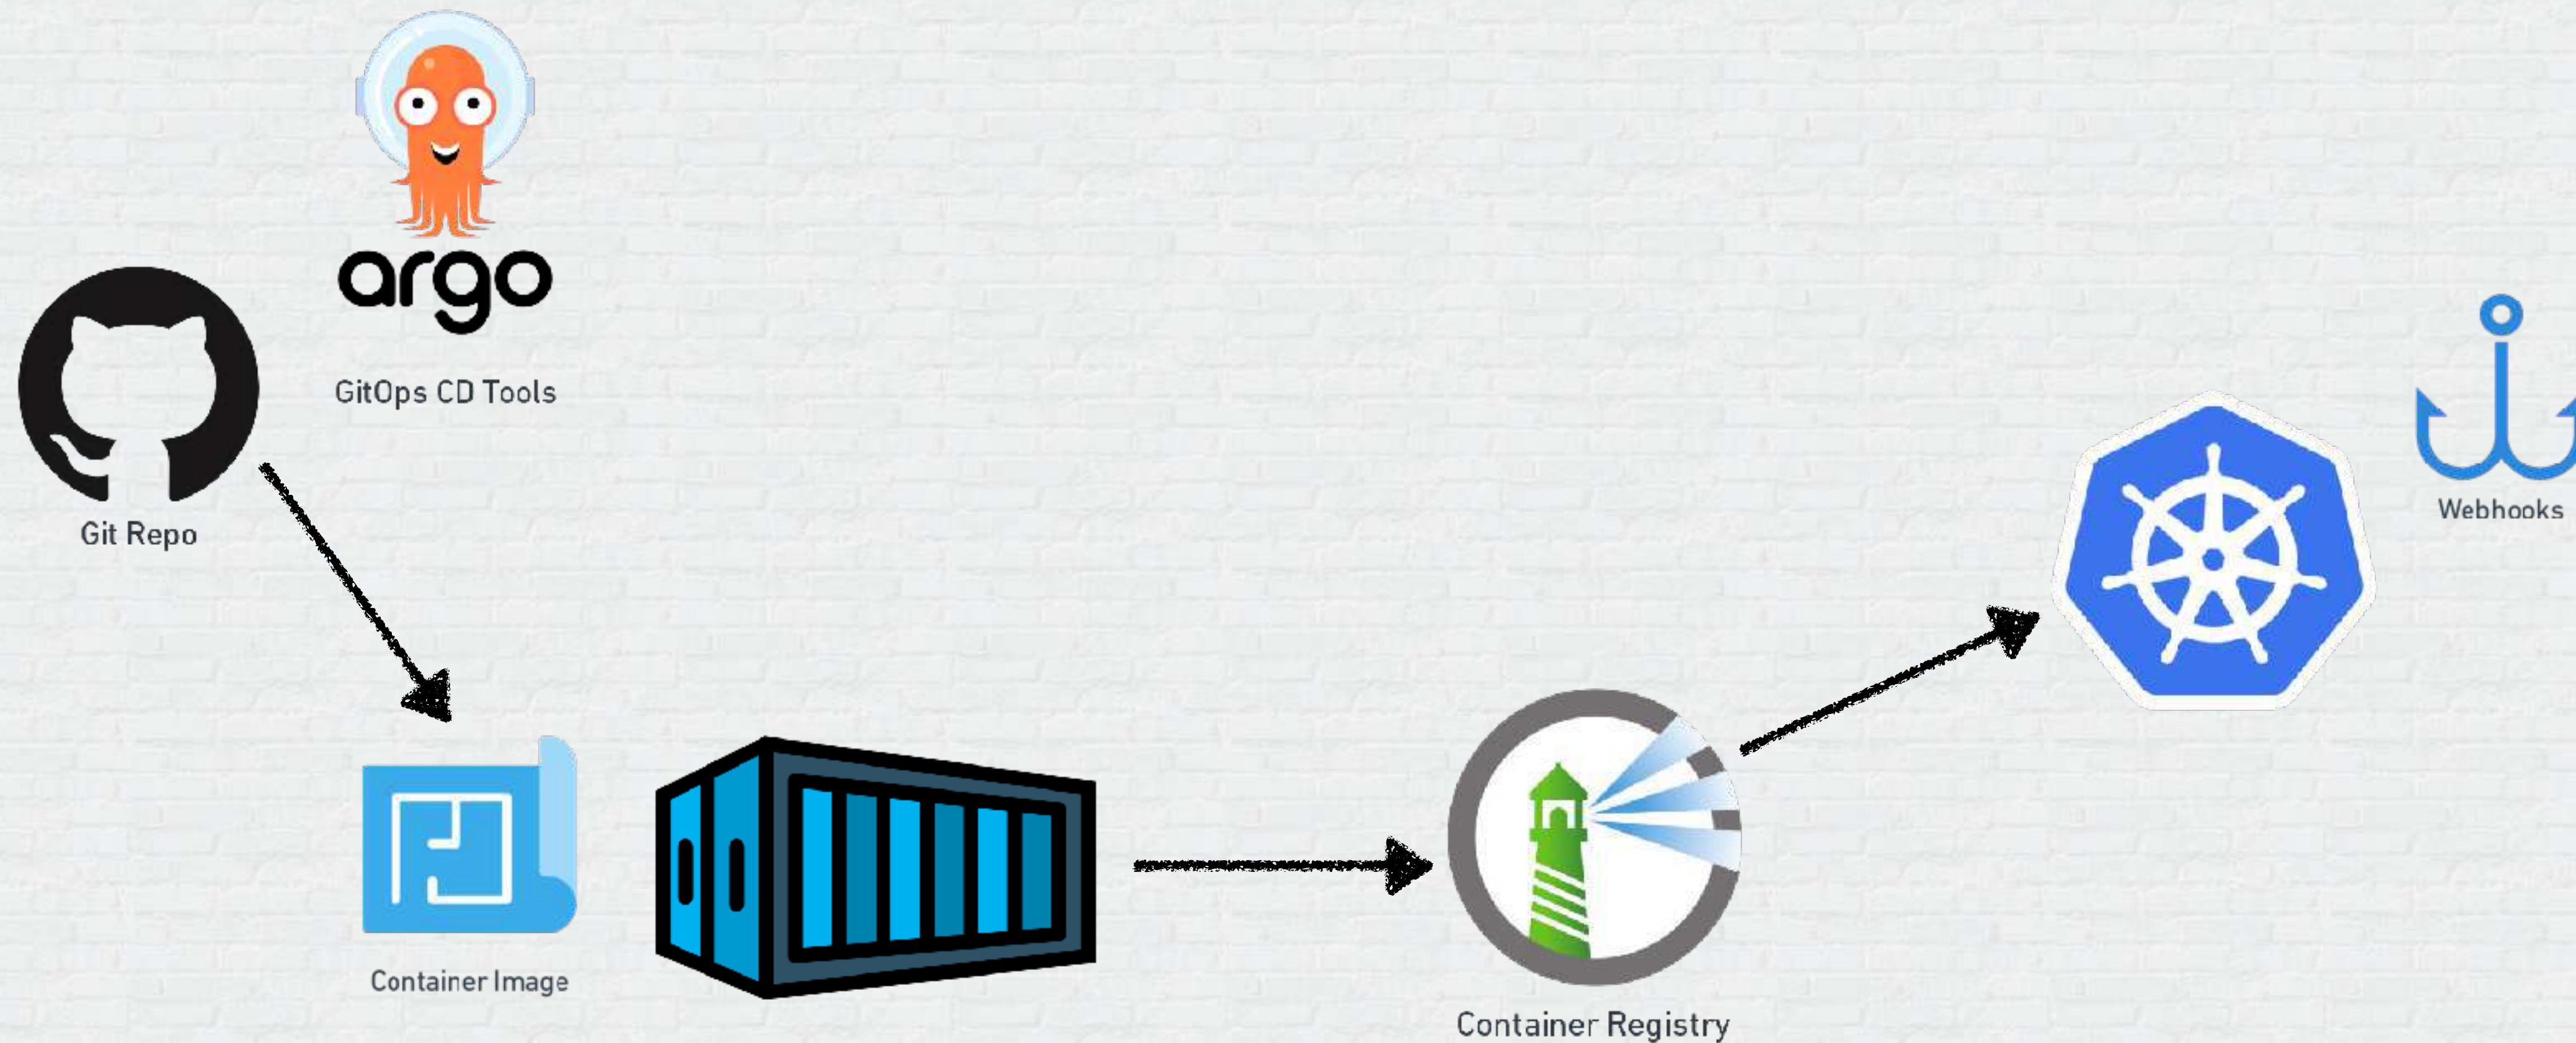 argo
GitOps CD Tools
Git Repo
Webhooks
Container Image
Container Registry